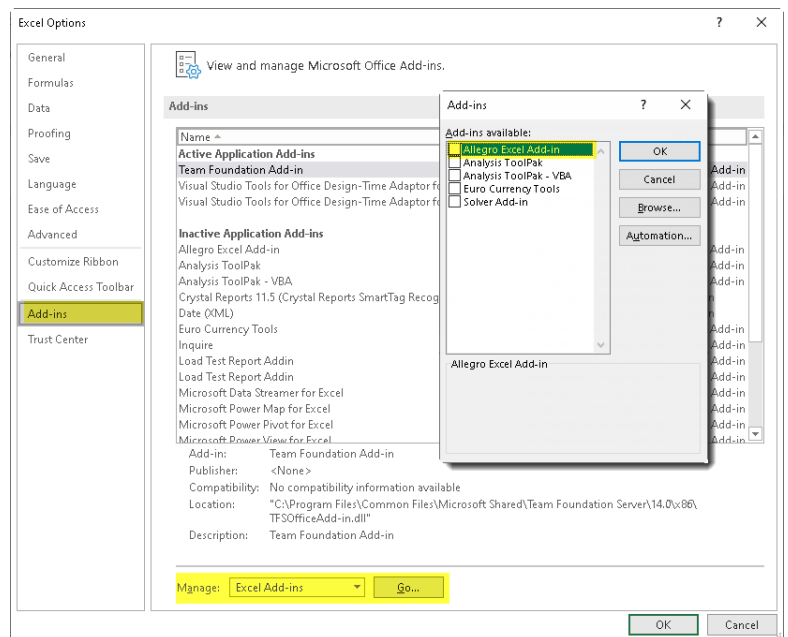 Excel Options ? ×
General
Formulas
Data
Proofing
Save
Language
Ease of Access
Advanced
Customize Ribbon
Quick Access Toolbar
Add-ins
Trust Center
View and manage Microsoft Office Add-ins.
Add-ins
Name
Active Application Add-ins
Team Foundation Add-in Add-in
Visual Studio Tools for Office Design-Time Adaptor fo Add-in
Visual Studio Tools for Office Design-Time Adaptor fo Add-in
Inactive Application Add-ins
Allegro Excel Add-in Add-in
Analysis ToolPak Add-in
Analysis ToolPak - VBA Add-in
Crystal Reports 11.5 (Crystal Reports SmartTag Recog n
Date (XML) n
Euro Currency Tools Add-in
Inquire Add-in
Load Test Report Addin Add-in
Load Test Report Addin Add-in
Microsoft Data Streamer for Excel Add-in
Microsoft Power Map for Excel Add-in
Microsoft Power Pivot for Excel Add-in
Microsoft Power View for Excel Add-in
Add-in: Team Foundation Add-in
Publisher: <None>
Compatibility: No compatibility information available
Location: "C:\Program Files\Common Files\Microsoft Shared\Team Foundation Server\14.0\x86\
TFSOfficeAdd-in.dll"
Description: Team Foundation Add-in
Manage: Excel Add-ins Go...
OK Cancel
Add-ins ? ×
Add-ins available:
Allegro Excel Add-in
Analysis ToolPak
Analysis ToolPak - VBA
Euro Currency Tools
Solver Add-in
OK
Cancel
Browse...
Automation...
Allegro Excel Add-in